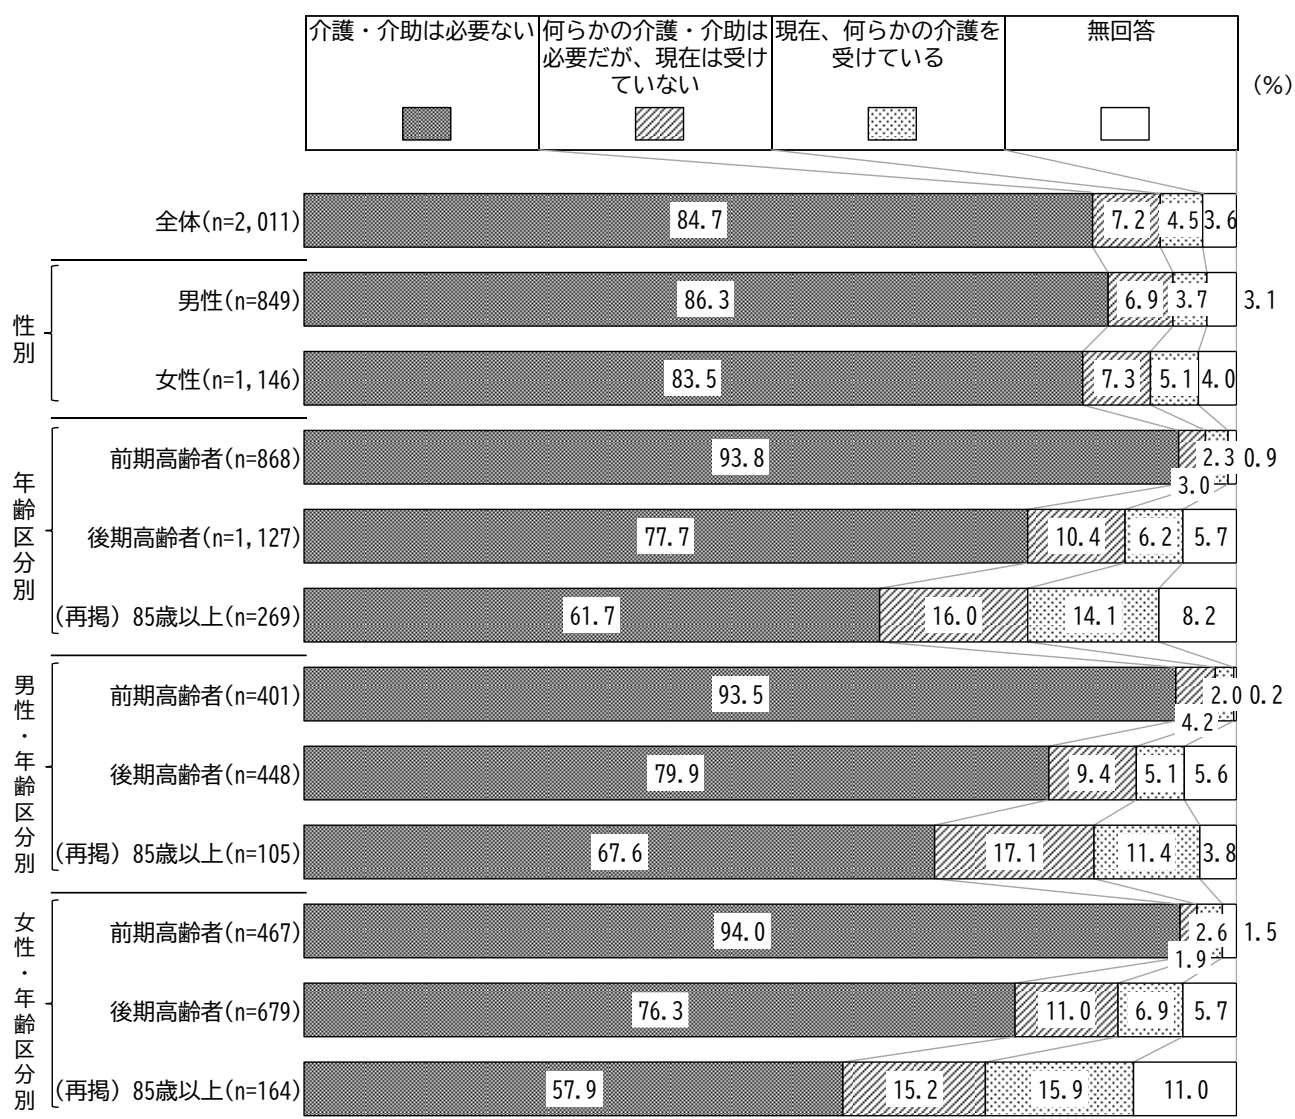 介護・介助は必要ない
何らかの介護・介助は
必要だが、現在は受け
ていない
現在、何らかの介護を
受けている
無回答
(%)
全体(n=2,011) 84.7 7.2 4.5 3.6
性別
男性(n=849) 86.3 6.9 3.7 3.1
女性(n=1,146) 83.5 7.3 5.1 4.0
年齢区分別
前期高齢者(n=868) 93.8 3.0 2.3 0.9
後期高齢者(n=1,127) 77.7 10.4 6.2 5.7
(再掲) 85歳以上(n=269) 61.7 16.0 14.1 8.2
男性・年齢区分別
前期高齢者(n=401) 93.5 4.2 2.0 0.2
後期高齢者(n=448) 79.9 9.4 5.1 5.6
(再掲) 85歳以上(n=105) 67.6 17.1 11.4 3.8
女性・年齢区分別
前期高齢者(n=467) 94.0 1.9 2.6 1.5
後期高齢者(n=679) 76.3 11.0 6.9 5.7
(再掲) 85歳以上(n=164) 57.9 15.2 15.9 11.0